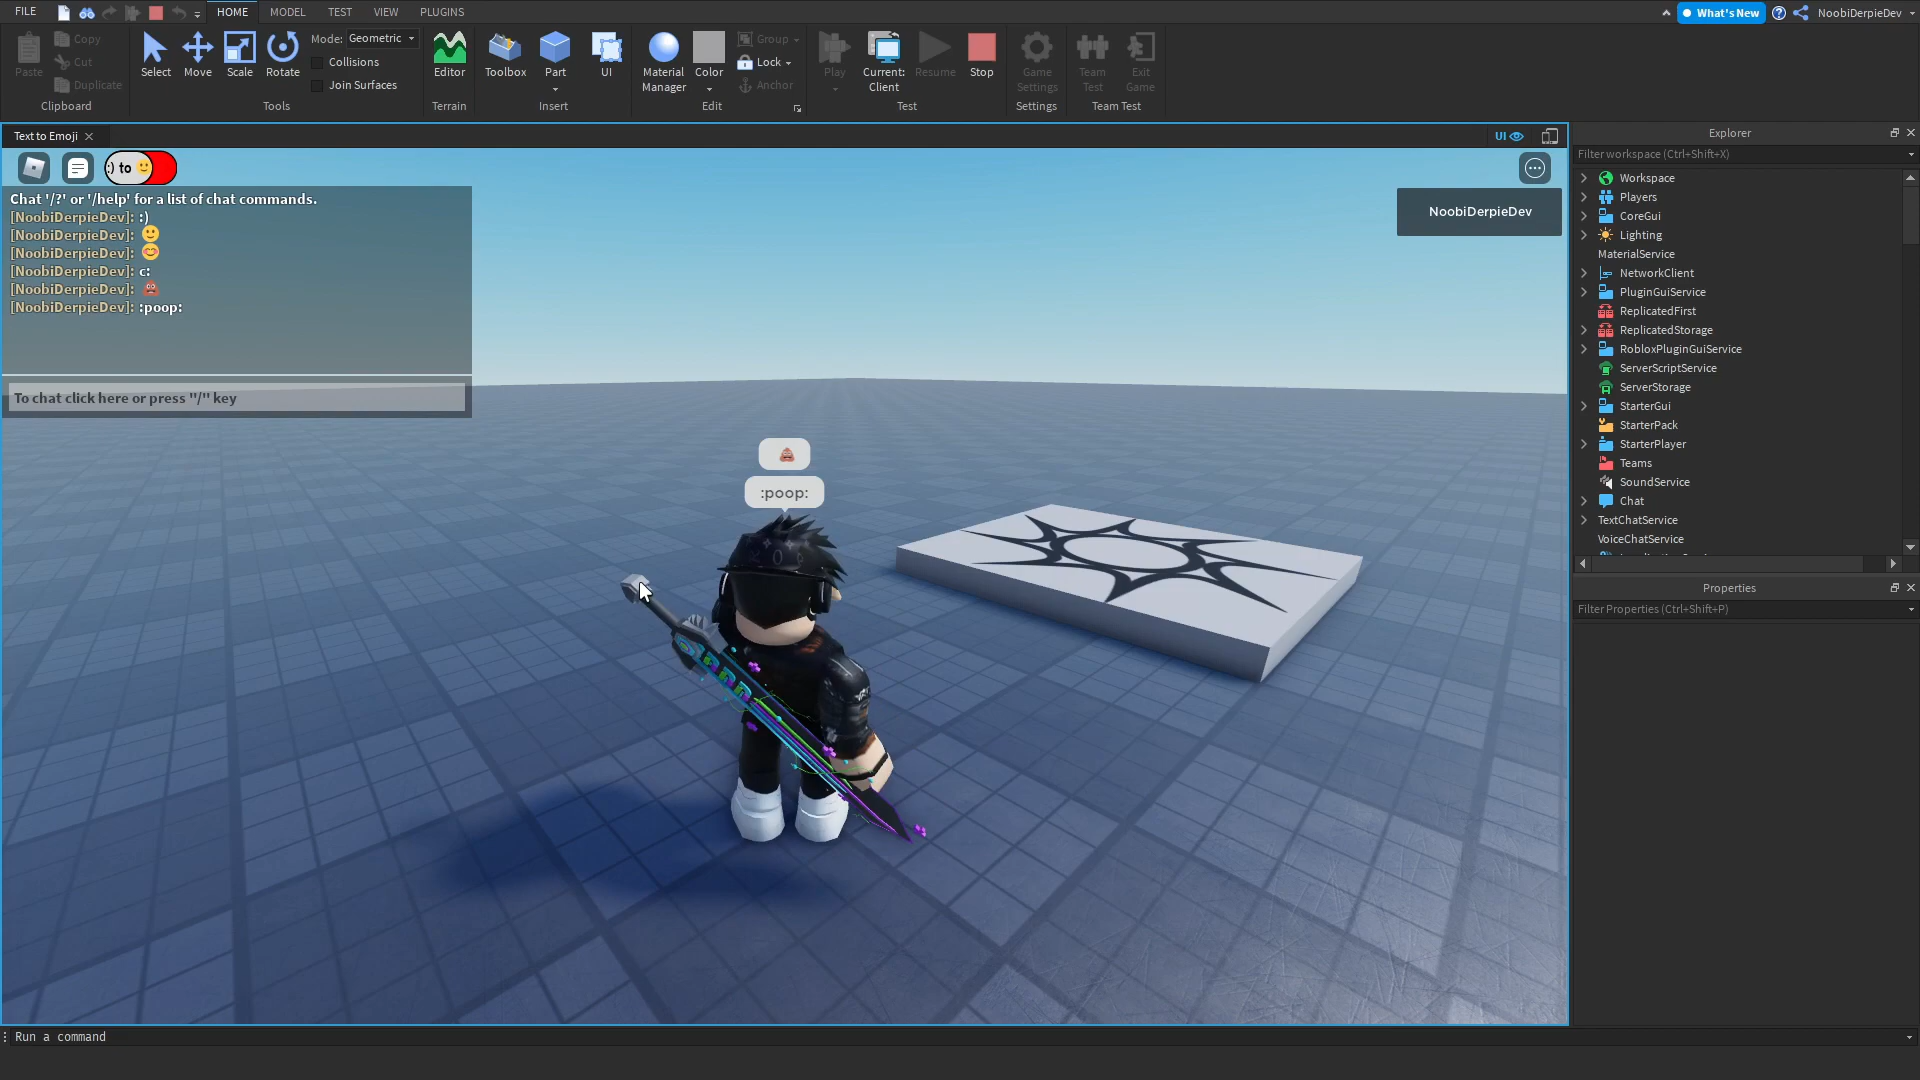 FILE HOME MODEL TEST VIEW PLUGINS What's New NoobiDerpieDev
Paste Copy Cut Duplicate Clipboard
Select Move Scale Rotate Mode: Geometric Collisions Join Surfaces Tools
Editor Terrain
Toolbox Part UI Insert
Material Manager Color Group Lock Anchor Edit
Play Current: Client Resume Stop Test
Game Settings Settings
Team Test Exit Game Team Test
Text to Emoji
UI
:) to 🙂
Chat '/?' or '/help' for a list of chat commands.
[NoobiDerpieDev]: :)
[NoobiDerpieDev]: 🙂
[NoobiDerpieDev]: 😊
[NoobiDerpieDev]: c:
[NoobiDerpieDev]: 💩
[NoobiDerpieDev]: :poop:
To chat click here or press "/" key
NoobiDerpieDev
💩
:poop:
Explorer
Filter workspace (Ctrl+Shift+X)
Workspace
Players
CoreGui
Lighting
MaterialService
NetworkClient
PluginGuiService
ReplicatedFirst
ReplicatedStorage
RobloxPluginGuiService
ServerScriptService
ServerStorage
StarterGui
StarterPack
StarterPlayer
Teams
SoundService
Chat
TextChatService
VoiceChatService
Properties
Filter Properties (Ctrl+Shift+P)
Run a command